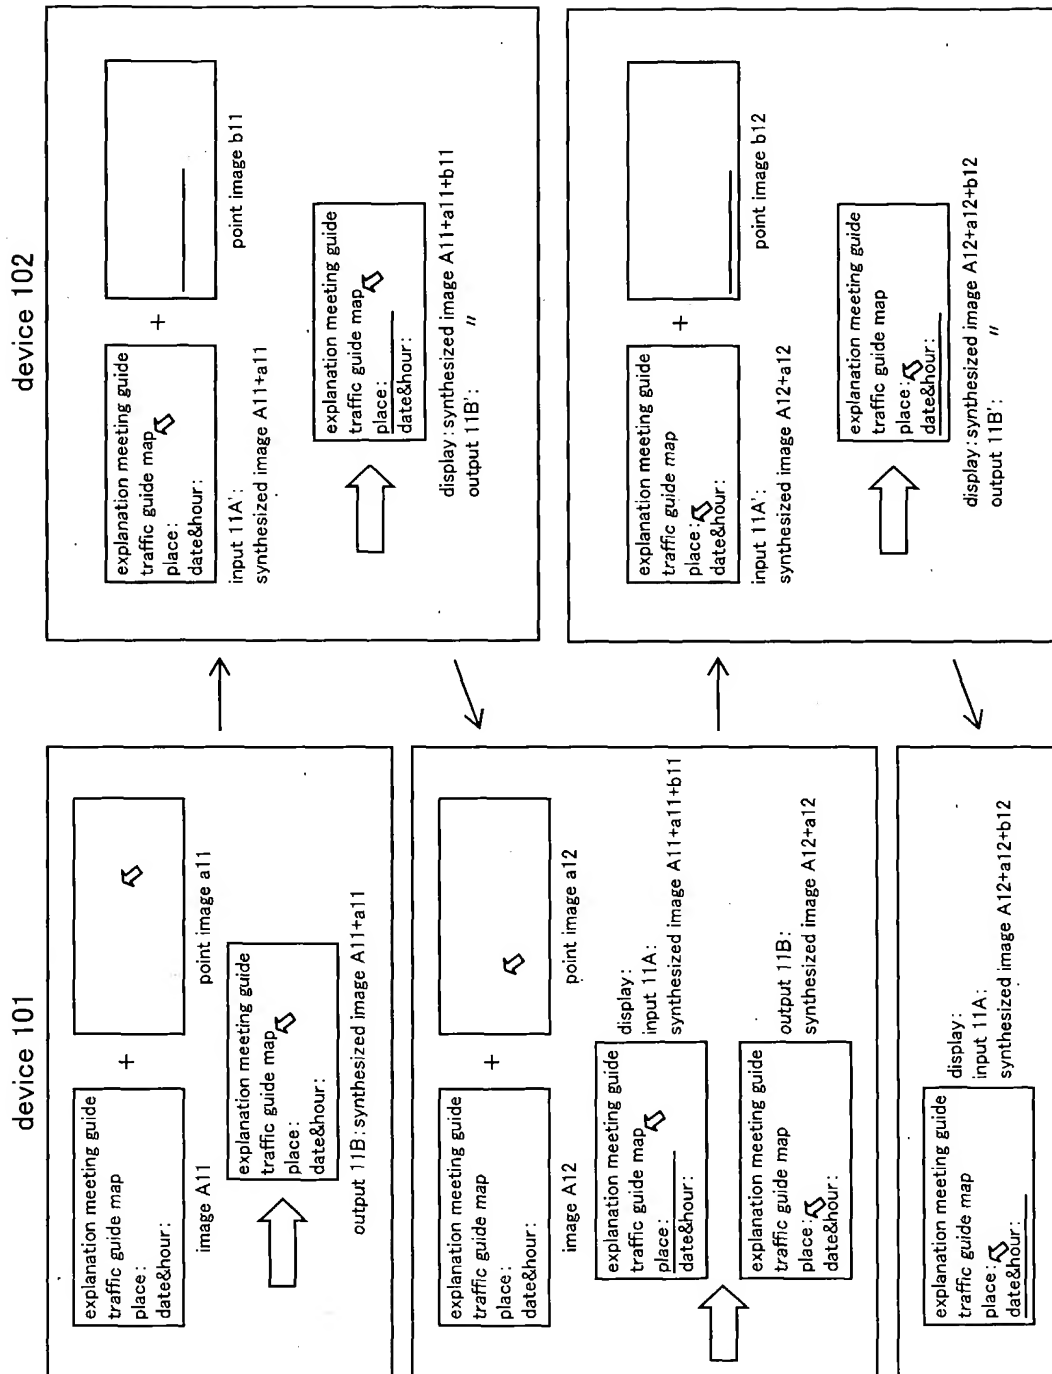 device 101
explanation meeting guide
traffic guide map
place:
date&hour:
image A11
+
point image a11
explanation meeting guide
traffic guide map
place:
date&hour:
output 11B:synthesized image A11+a11
explanation meeting guide
traffic guide map
place:
date&hour:
image A12
+
point image a12
explanation meeting guide
traffic guide map
place:
date&hour:
display:
input 11A:
synthesized image A11+a11+b11
explanation meeting guide
traffic guide map
place:
date&hour:
output 11B:
synthesized image A12+a12
explanation meeting guide
traffic guide map
place:
date&hour:
display:
input 11A:
synthesized image A12+a12+b12
device 102
explanation meeting guide
traffic guide map
place:
date&hour:
input 11A':
synthesized image A11+a11
+
point image b11
explanation meeting guide
traffic guide map
place:
date&hour:
display:synthesized image A11+a11+b11
output 11B': 〃
explanation meeting guide
traffic guide map
place:
date&hour:
input 11A':
synthesized image A12+a12
+
point image b12
explanation meeting guide
traffic guide map
place:
date&hour:
display:synthesized image A12+a12+b12
output 11B': 〃